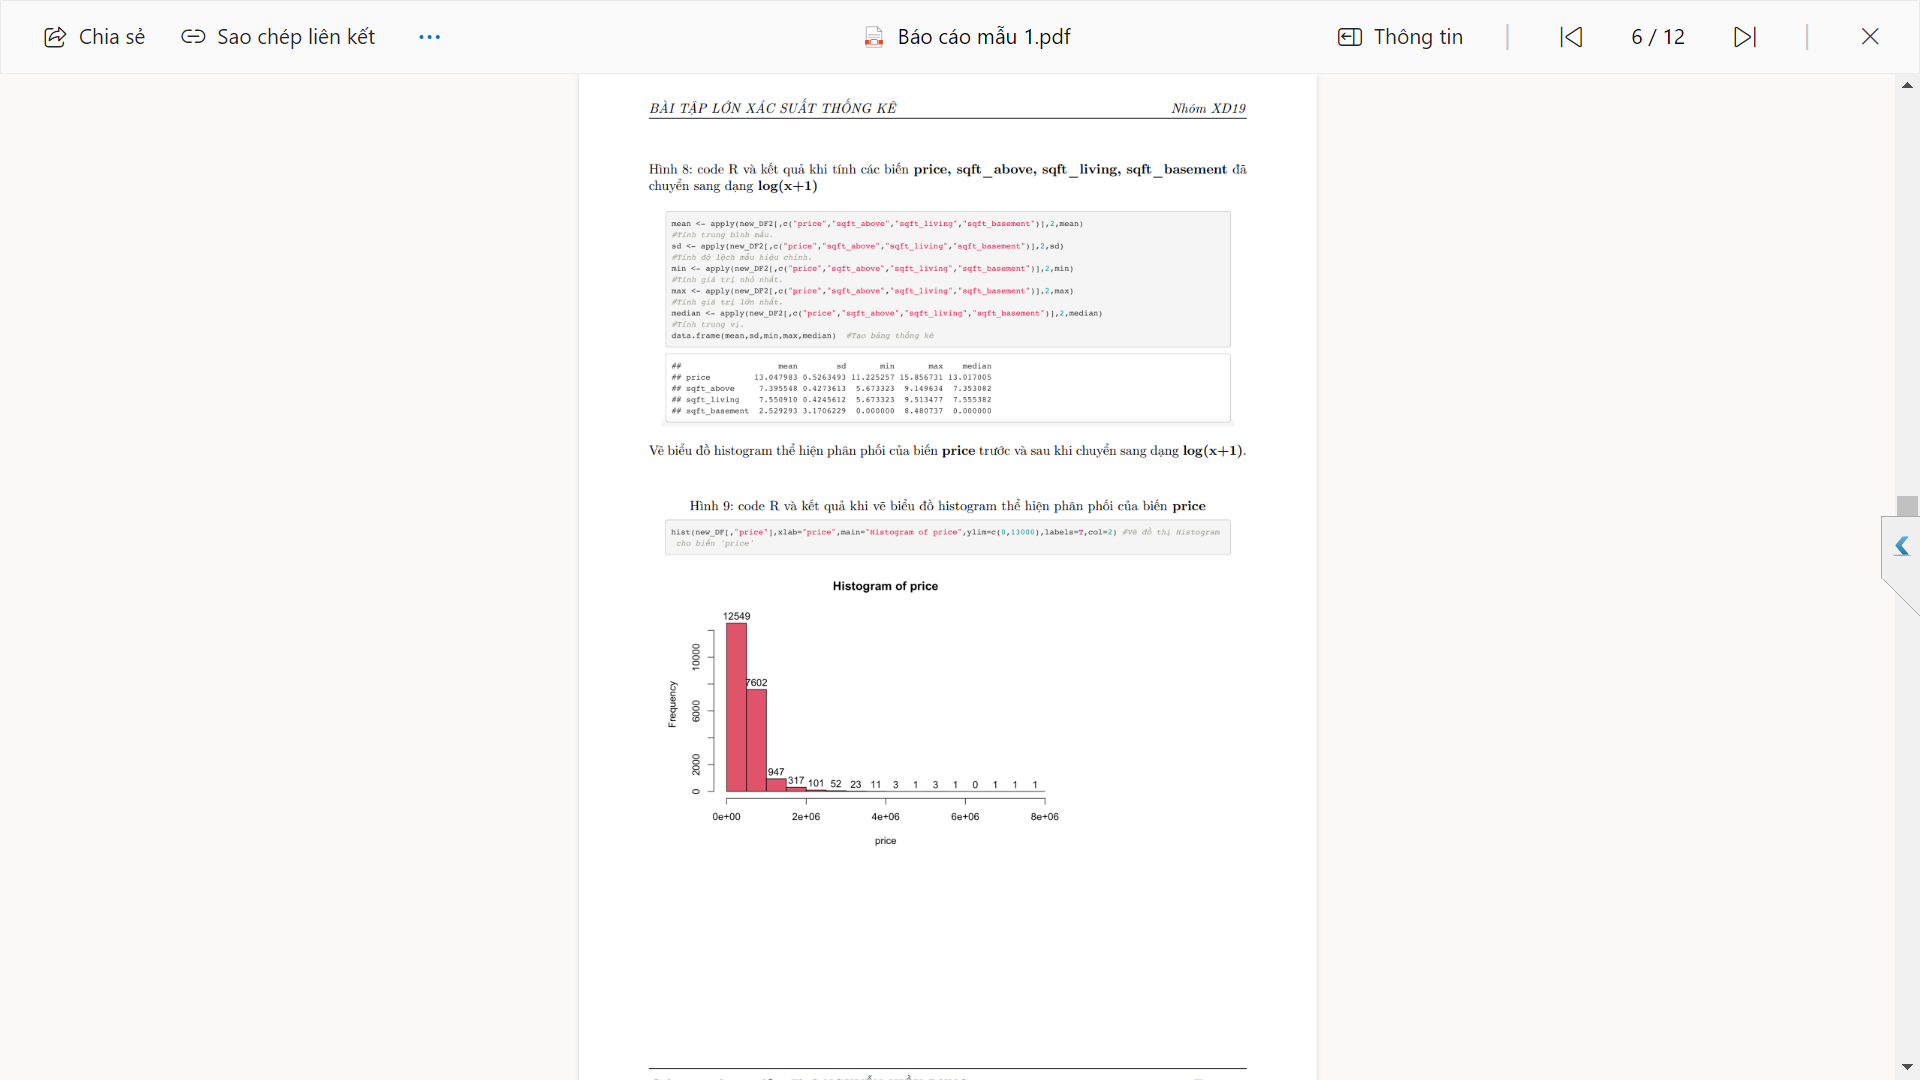 Chia sẻ Sao chép liên kết ••• Báo cáo mẫu 1.pdf Thông tin 6 / 12
BÀI TẬP LỚN XÁC SUẤT THỐNG KÊ Nhóm XD19
Hình 8: code R và kết quả khi tính các biến price, sqft_above, sqft_living, sqft_basement đã
chuyển sang dạng log(x+1)
mean <- apply(new_DF2[,c("price","sqft_above","sqft_living","sqft_basement")],2,mean)
#Tính trung bình mẫu.
sd <- apply(new_DF2[,c("price","sqft_above","sqft_living","sqft_basement")],2,sd)
#Tính độ lệch mẫu hiệu chỉnh.
min <- apply(new_DF2[,c("price","sqft_above","sqft_living","sqft_basement")],2,min)
#Tính giá trị nhỏ nhất.
max <- apply(new_DF2[,c("price","sqft_above","sqft_living","sqft_basement")],2,max)
#Tính giá trị lớn nhất.
median <- apply(new_DF2[,c("price","sqft_above","sqft_living","sqft_basement")],2,median)
#Tính trung vị.
data.frame(mean,sd,min,max,median) #Tạo bảng thống kê
## mean sd min max median
## price 13.047983 0.5263493 11.225257 15.856731 13.017005
## sqft_above 7.395548 0.4273613 5.673323 9.149634 7.353082
## sqft_living 7.550910 0.4245612 5.673323 9.513477 7.555382
## sqft_basement 2.529293 3.1706229 0.000000 8.480737 0.000000
Vẽ biểu đồ histogram thể hiện phân phối của biến price trước và sau khi chuyển sang dạng log(x+1).
Hình 9: code R và kết quả khi vẽ biểu đồ histogram thể hiện phân phối của biến price
hist(new_DF[,"price"],xlab="price",main="Histogram of price",ylim=c(0,13000),labels=T,col=2) #Vẽ đồ thị Histogram
cho biến 'price'
Histogram of price
12549
10000
7602
Frequency
6000
2000
947 317 101 52 23 11 3 1 3 1 0 1 1 1
0
0e+00 2e+06 4e+06 6e+06 8e+06
price